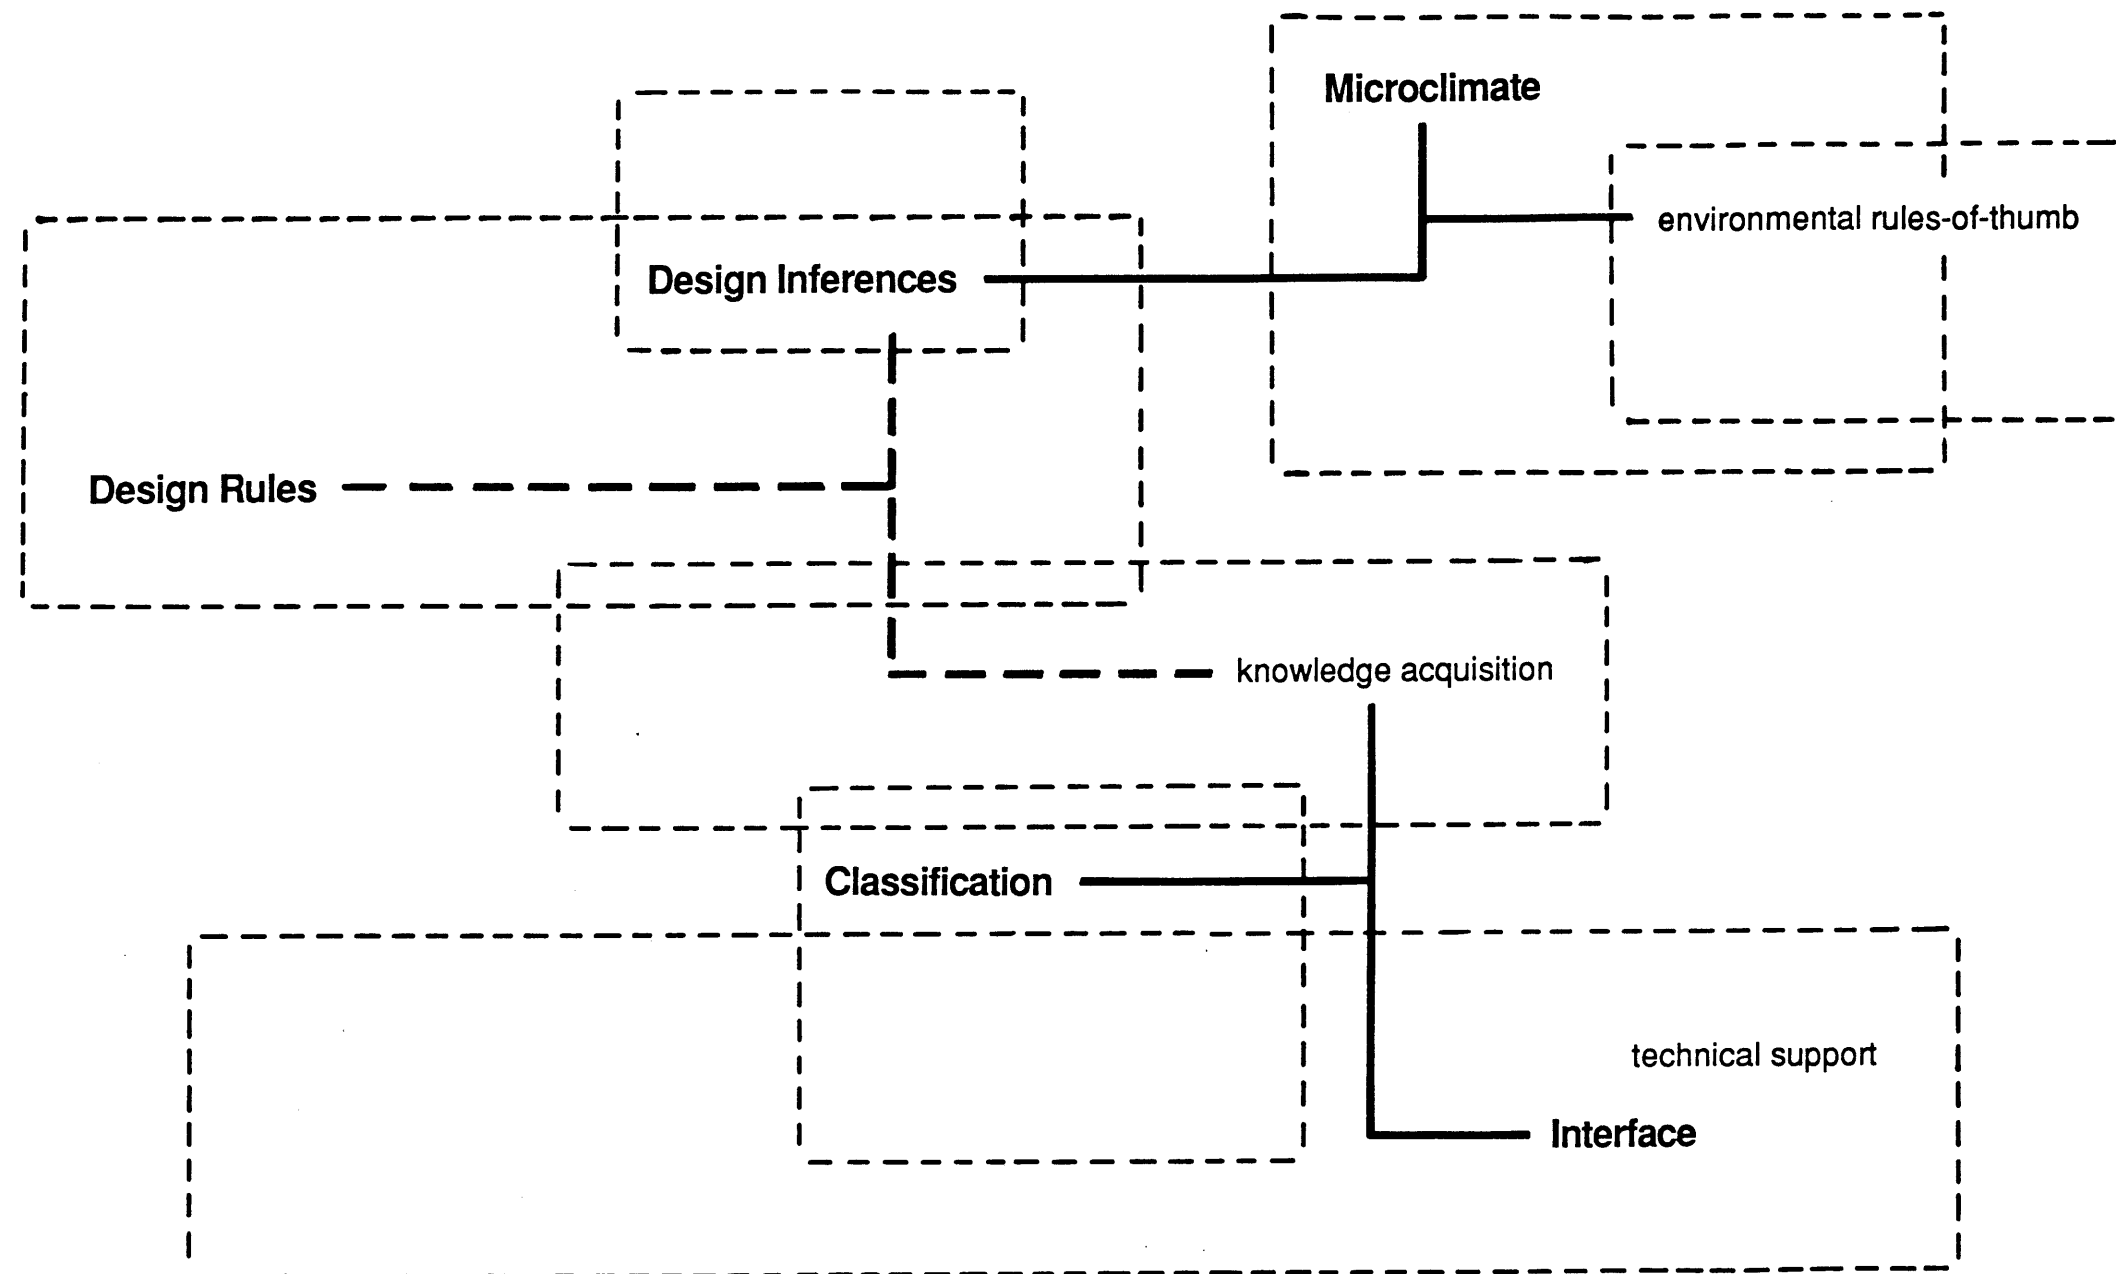 Microclimate
environmental rules-of-thumb
Design Inferences
Design Rules
knowledge acquisition
Classification
technical support
Interface